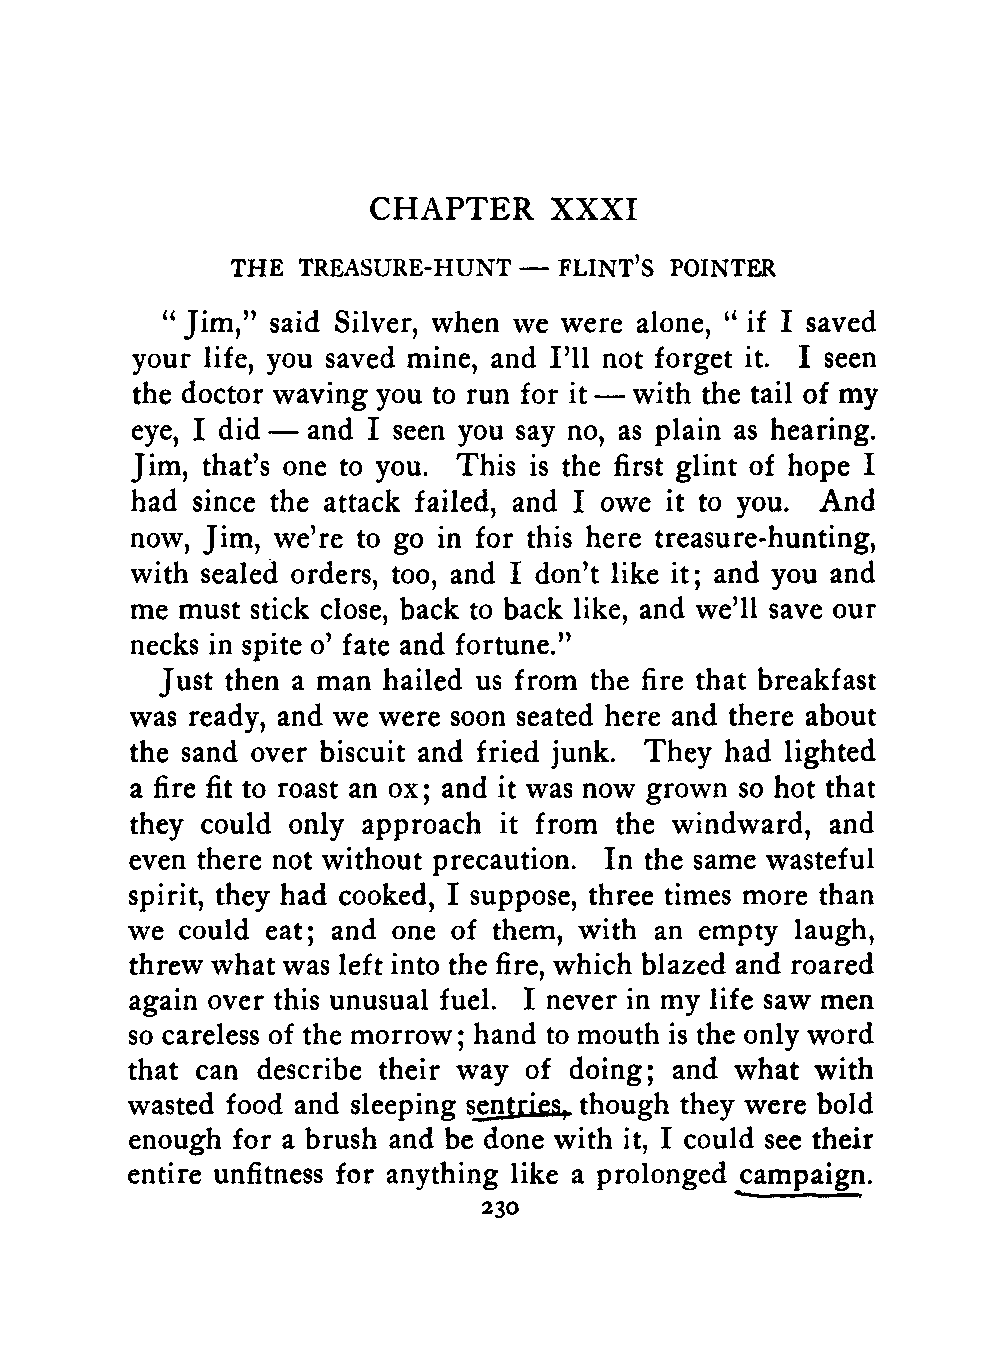 CHAPTER XXXI
THE TREASURE-HUNT — FLINT'S POINTER
" Jim," said Silver, when we were alone, " if I saved
your life, you saved mine, and I'll not forget it. I seen
the doctor waving you to run for it — with the tail of my
eye, I did — and I seen you say no, as plain as hearing.
Jim, that's one to you. This is the first glint of hope I
had since the attack failed, and I owe it to you. And
now, Jim, we're to go in for this here treasure-hunting,
with sealed orders, too, and I don't like it; and you and
me must stick close, back to back like, and we'll save our
necks in spite o' fate and fortune."
Just then a man hailed us from the fire that breakfast
was ready, and we were soon seated here and there about
the sand over biscuit and fried junk. They had lighted
a fire fit to roast an ox; and it was now grown so hot that
they could only approach it from the windward, and
even there not without precaution. In the same wasteful
spirit, they had cooked, I suppose, three times more than
we could eat; and one of them, with an empty laugh,
threw what was left into the fire, which blazed and roared
again over this unusual fuel. I never in my life saw men
so careless of the morrow; hand to mouth is the only word
that can describe their way of doing; and what with
wasted food and sleeping sentries, though they were bold
enough for a brush and be done with it, I could see their
entire unfitness for anything like a prolonged campaign.
230